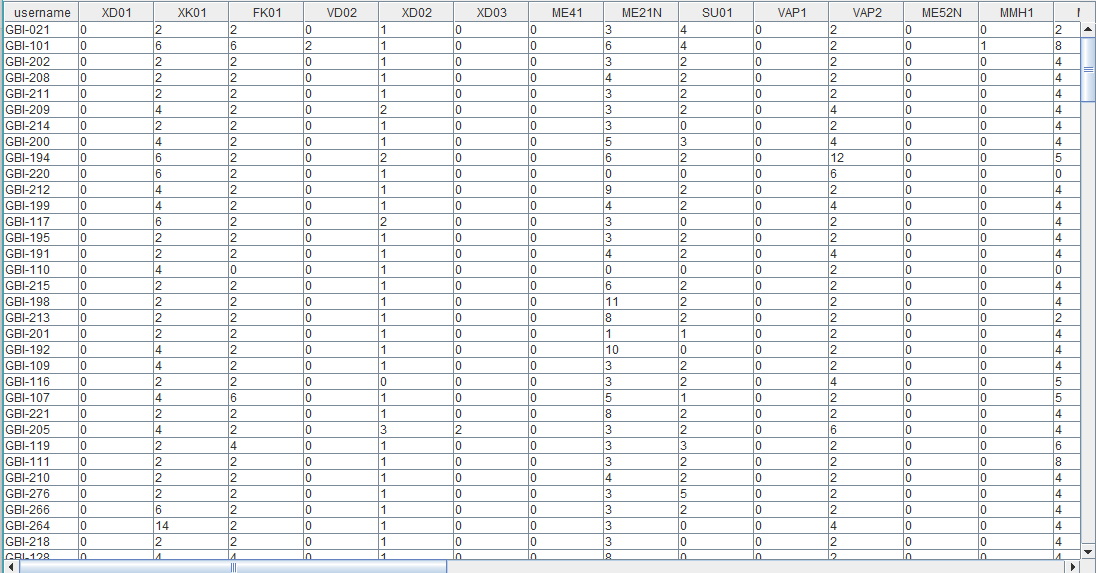 username XD01 XK01 FK01 VD02 XD02 XD03 ME41 ME21N SU01 VAP1 VAP2 ME52N MMH1
GBI-021 0 2 2 0 1 0 0 3 4 0 2 0 0 2
GBI-101 0 6 6 2 1 0 0 6 4 0 2 0 1 8
GBI-202 0 2 2 0 1 0 0 3 2 0 2 0 0 4
GBI-208 0 2 2 0 1 0 0 4 2 0 2 0 0 4
GBI-211 0 2 2 0 1 0 0 3 2 0 2 0 0 4
GBI-209 0 4 2 0 2 0 0 3 2 0 4 0 0 4
GBI-214 0 2 2 0 1 0 0 3 0 0 2 0 0 4
GBI-200 0 4 2 0 1 0 0 5 3 0 4 0 0 4
GBI-194 0 6 2 0 2 0 0 6 2 0 12 0 0 5
GBI-220 0 6 2 0 1 0 0 0 0 0 6 0 0 0
GBI-212 0 4 2 0 1 0 0 9 2 0 2 0 0 4
GBI-199 0 4 2 0 1 0 0 4 2 0 4 0 0 4
GBI-117 0 6 2 0 2 0 0 3 0 0 2 0 0 4
GBI-195 0 2 2 0 1 0 0 3 2 0 2 0 0 4
GBI-191 0 2 2 0 1 0 0 4 2 0 4 0 0 4
GBI-110 0 4 0 0 1 0 0 0 0 0 2 0 0 0
GBI-215 0 2 2 0 1 0 0 6 2 0 2 0 0 4
GBI-198 0 2 2 0 1 0 0 11 2 0 2 0 0 4
GBI-213 0 2 2 0 1 0 0 8 2 0 2 0 0 2
GBI-201 0 2 2 0 1 0 0 1 1 0 2 0 0 4
GBI-192 0 4 2 0 1 0 0 10 0 0 2 0 0 4
GBI-109 0 4 2 0 1 0 0 3 2 0 2 0 0 4
GBI-116 0 2 2 0 0 0 0 3 2 0 4 0 0 5
GBI-107 0 4 6 0 1 0 0 5 1 0 2 0 0 5
GBI-221 0 2 2 0 1 0 0 8 2 0 2 0 0 4
GBI-205 0 4 2 0 3 2 0 3 2 0 6 0 0 4
GBI-119 0 2 4 0 1 0 0 3 3 0 2 0 0 6
GBI-111 0 2 2 0 1 0 0 3 2 0 2 0 0 8
GBI-210 0 2 2 0 1 0 0 4 2 0 2 0 0 4
GBI-276 0 2 2 0 1 0 0 3 5 0 2 0 0 4
GBI-266 0 6 2 0 1 0 0 3 2 0 2 0 0 4
GBI-264 0 14 2 0 1 0 0 3 0 0 4 0 0 4
GBI-218 0 2 2 0 1 0 0 3 0 0 2 0 0 4
GBI-128 0 4 4 0 1 0 0 8 0 0 2 0 0 4